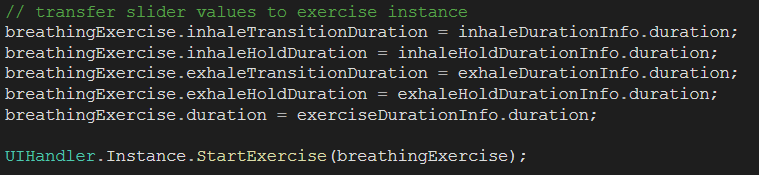 // transfer slider values to exercise instance
breathingExercise.inhaleTransitionDuration = inhaleDurationInfo.duration;
breathingExercise.inhaleHoldDuration = inhaleHoldDurationInfo.duration;
breathingExercise.exhaleTransitionDuration = exhaleDurationInfo.duration;
breathingExercise.exhaleHoldDuration = exhaleHoldDurationInfo.duration;
breathingExercise.duration = exerciseDurationInfo.duration;
UIHandler.Instance.StartExercise(breathingExercise);